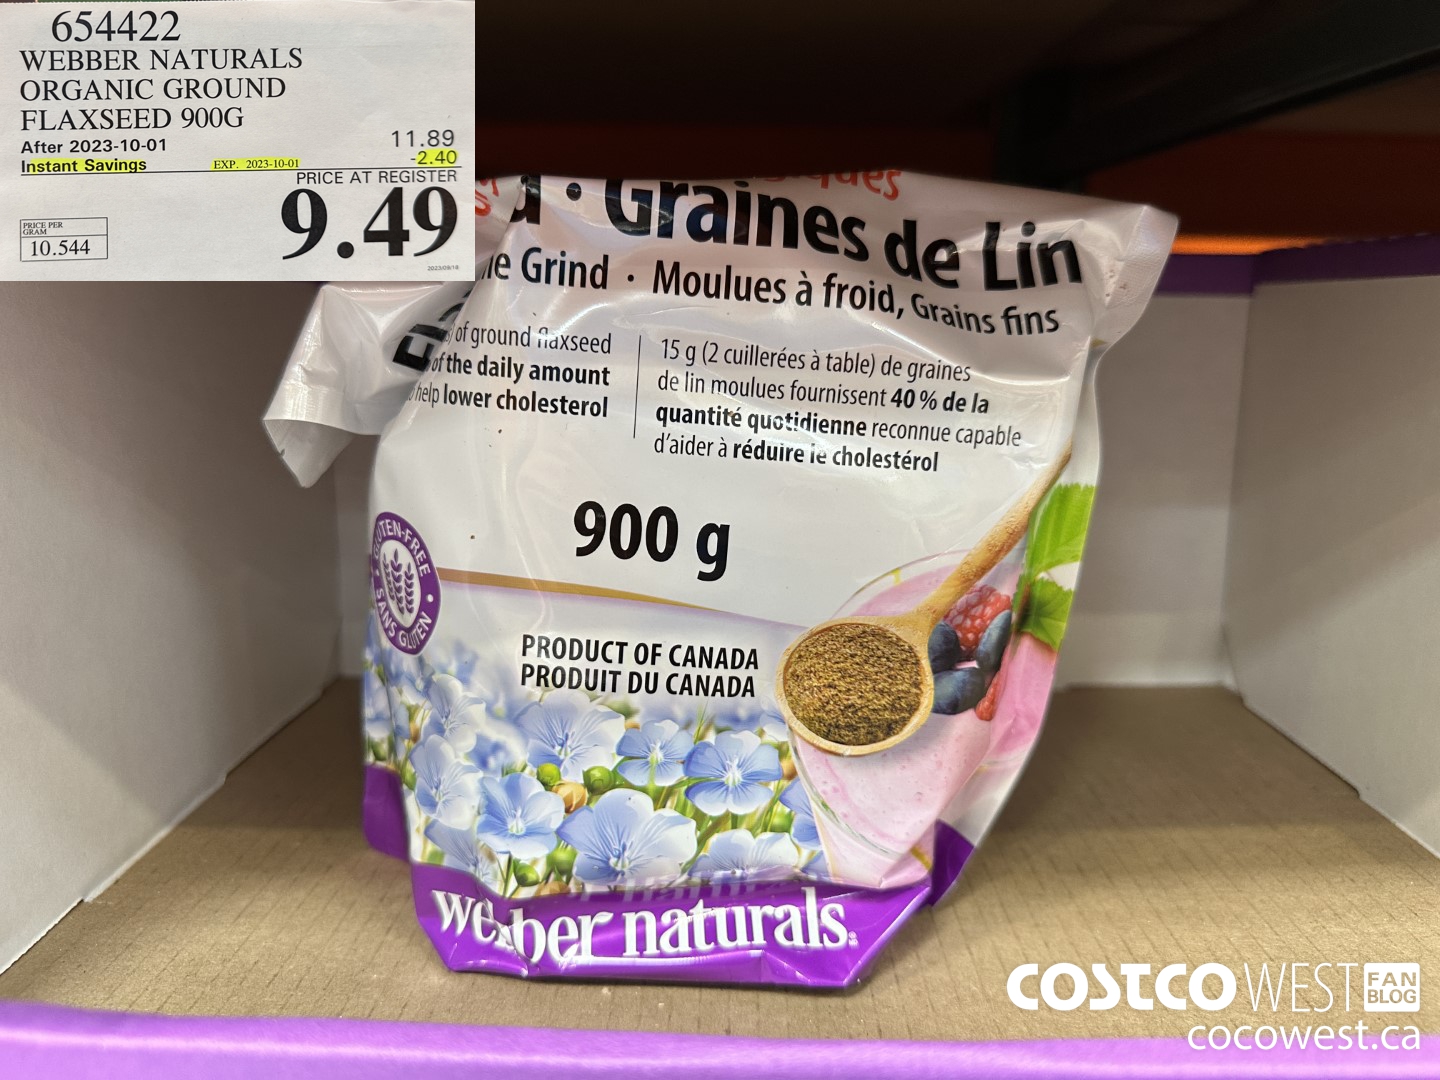 654422
WEBBER NATURALS
ORGANIC GROUND
FLAXSEED 900G
After 2023-10-01 11.89
Instant Savings EXP. 2023-10-01 -2.40
PRICE AT REGISTER
9.49
PRICE PER
GRAM
10.544
2023/09/18
· Graines de Lin
Grind · Moulues à froid, Grains fins
of ground flaxseed
of the daily amount
help lower cholesterol
15 g (2 cuillerées à table) de graines
de lin moulues fournissent 40 % de la
quantité quotidienne reconnue capable
d'aider à réduire le cholestérol
900 g
GLUTEN-FREE
SANS GLUTEN
PRODUCT OF CANADA
PRODUIT DU CANADA
webber naturals.
COSTCO WEST FAN BLOG
cocowest.ca